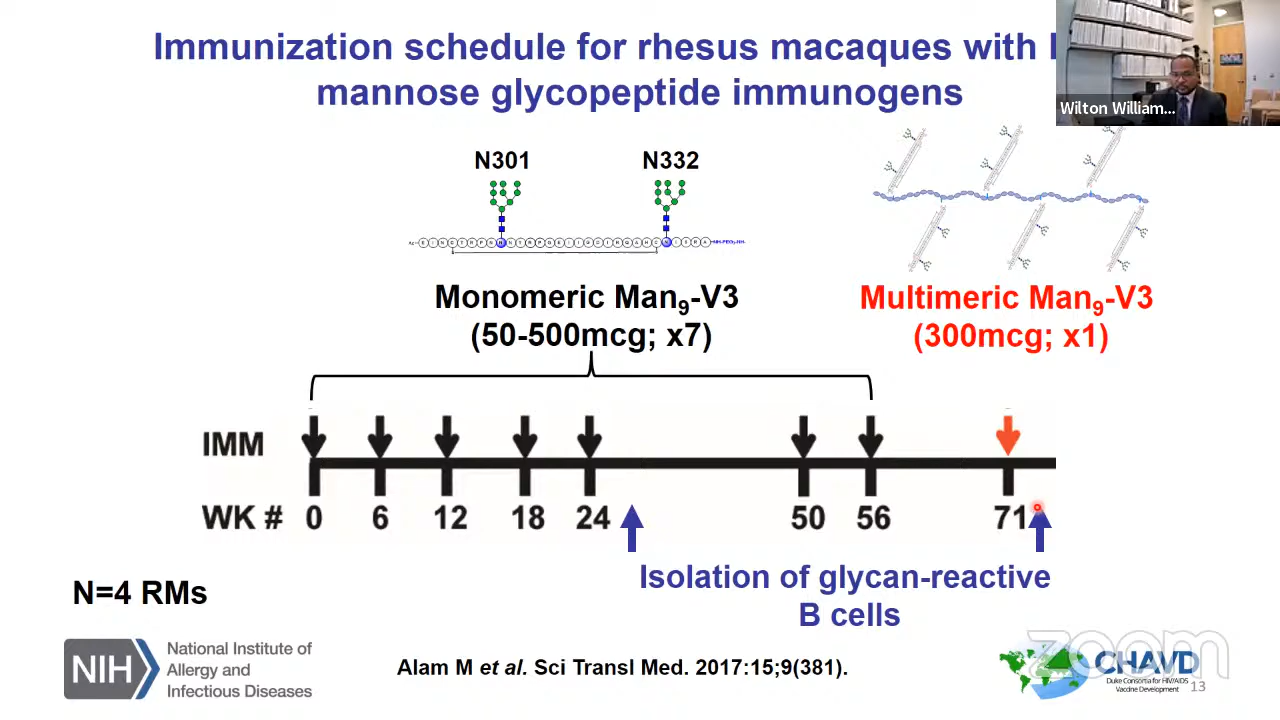 Immunization schedule for rhesus macaques with
mannose glycopeptide immunogens
Wilton William...
N301
N332
Monomeric Man9-V3
(50-500mcg; x7)
Multimeric Man9-V3
(300mcg; x1)
IMM
WK # 0 6 12 18 24 50 56 71
Isolation of glycan-reactive
B cells
N=4 RMs
NIH
National Institute of
Allergy and
Infectious Diseases
Alam M et al. Sci Transl Med. 2017:15;9(381).
zoom
CHAVD
Duke Consortia for HIV/AIDS
Vaccine Development
13